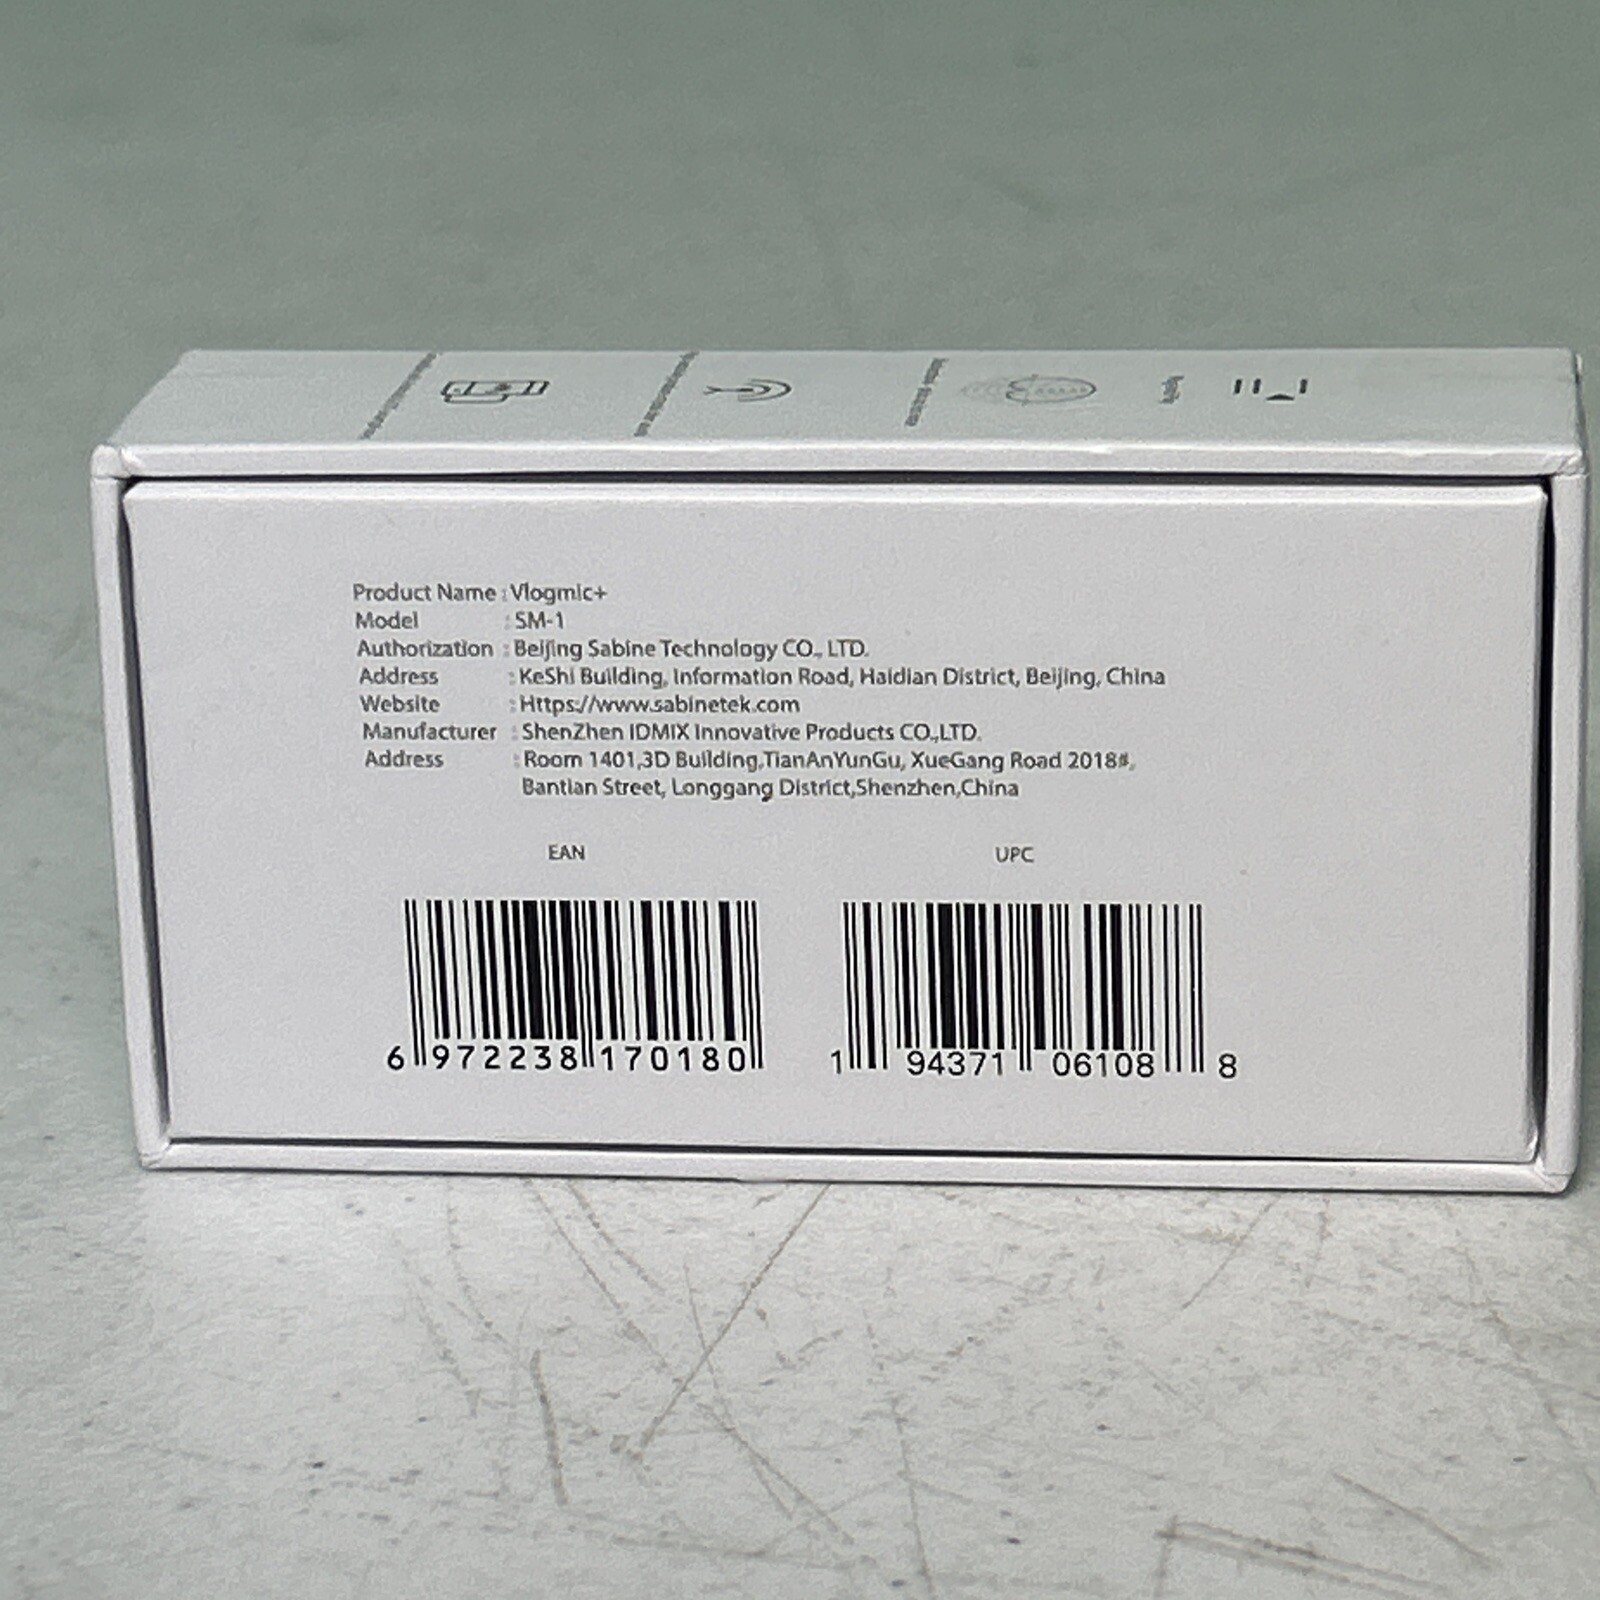 Product Name : Vlogmic+
Model : SM-1
Authorization : Beijing Sabine Technology CO., LTD.
Address : KeShi Building, Information Road, Haidian District, Beijing, China
Website : Https://www.sabinetek.com
Manufacturer : ShenZhen IDMIX Innovative Products CO.,LTD.
Address : Room 1401,3D Building,TianAnYunGu, XueGang Road 2018#,
Bantian Street, Longgang District,Shenzhen,China
EAN
UPC
6 972238 170180
1 94371 06108 8